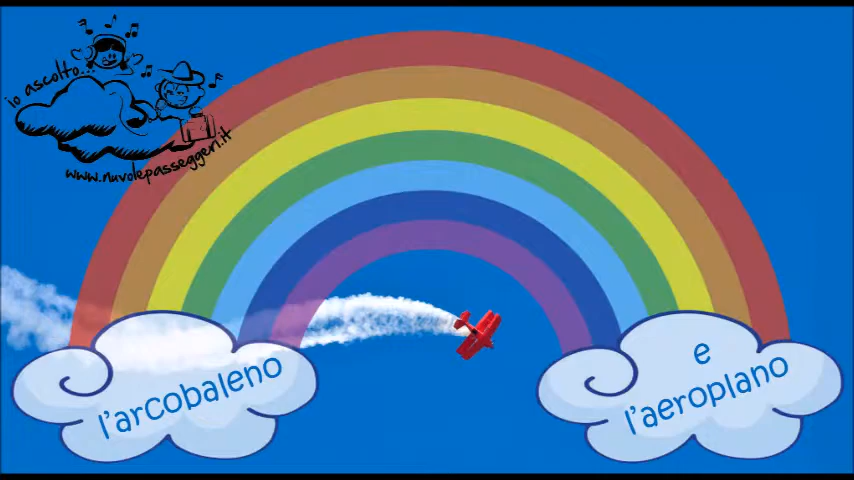 io ascolto...
www.nuvolepasseggeri.it
l'arcobaleno
e
l'aeroplano